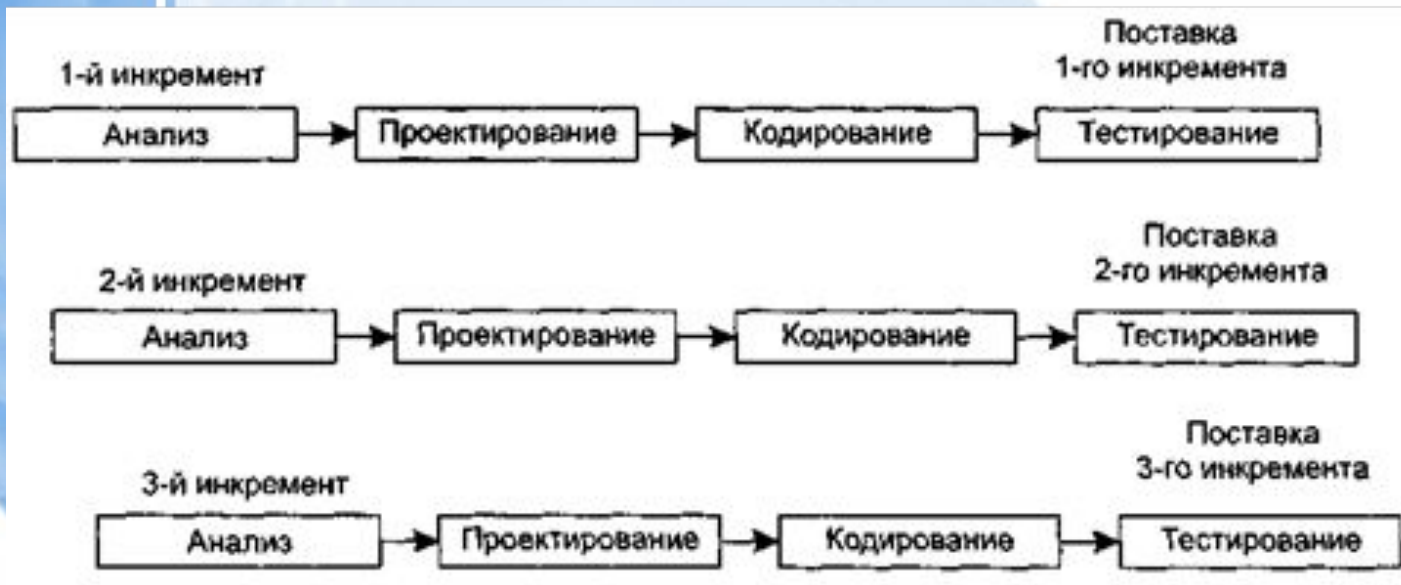 1-й инкремент
Поставка
1-го инкремента
Анализ
Проектирование
Кодирование
Тестирование
2-й инкремент
Поставка
2-го инкремента
Анализ
Проектирование
Кодирование
Тестирование
3-й инкремент
Поставка
3-го инкремента
Анализ
Проектирование
Кодирование
Тестирование